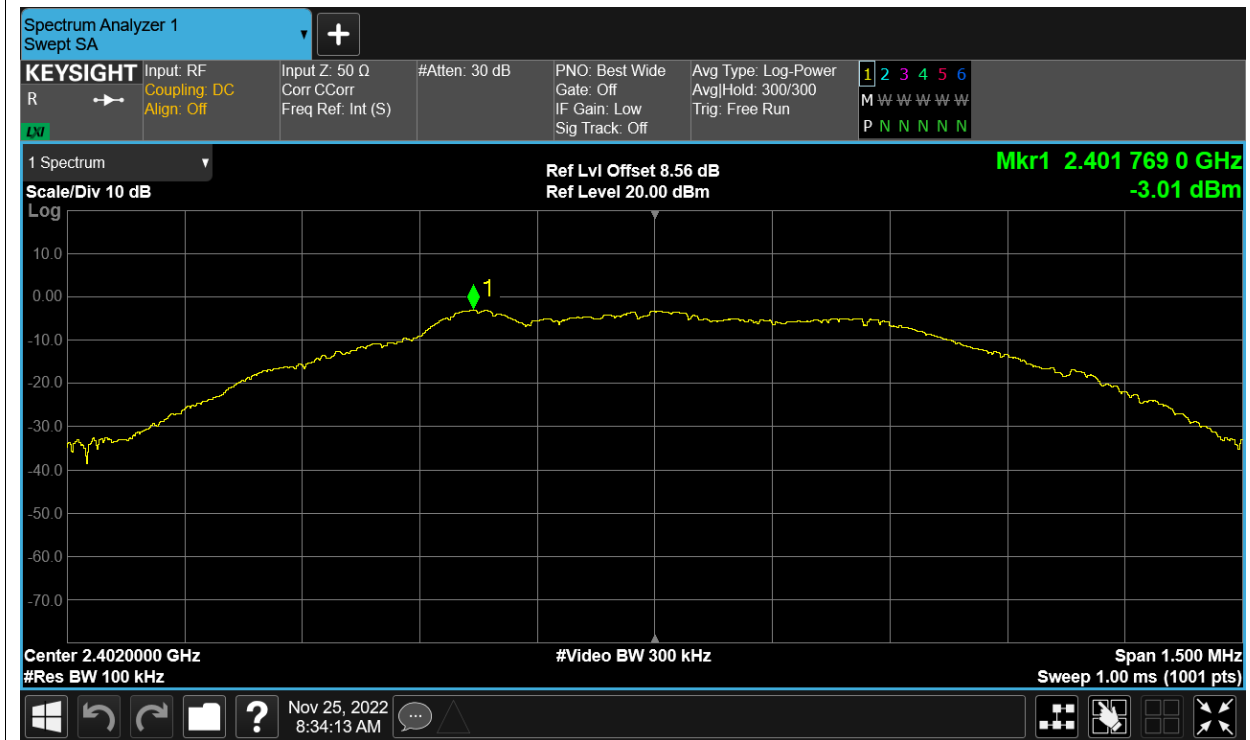 Spectrum Analyzer 1
Swept SA
+
KEYSIGHT
R
LXI
Input: RF
Coupling: DC
Align: Off
Input Z: 50 Ω
Corr CCorr
Freq Ref: Int (S)
#Atten: 30 dB
PNO: Best Wide
Gate: Off
IF Gain: Low
Sig Track: Off
Avg Type: Log-Power
Avg|Hold: 300/300
Trig: Free Run
1 2 3 4 5 6
M W W W W W
P N N N N N
1 Spectrum
Scale/Div 10 dB
Log
Ref Lvl Offset 8.56 dB
Ref Level 20.00 dBm
Mkr1 2.401 769 0 GHz
-3.01 dBm
1
10.0
0.00
-10.0
-20.0
-30.0
-40.0
-50.0
-60.0
-70.0
Center 2.4020000 GHz
#Res BW 100 kHz
#Video BW 300 kHz
Span 1.500 MHz
Sweep 1.00 ms (1001 pts)
?
Nov 25, 2022
8:34:13 AM